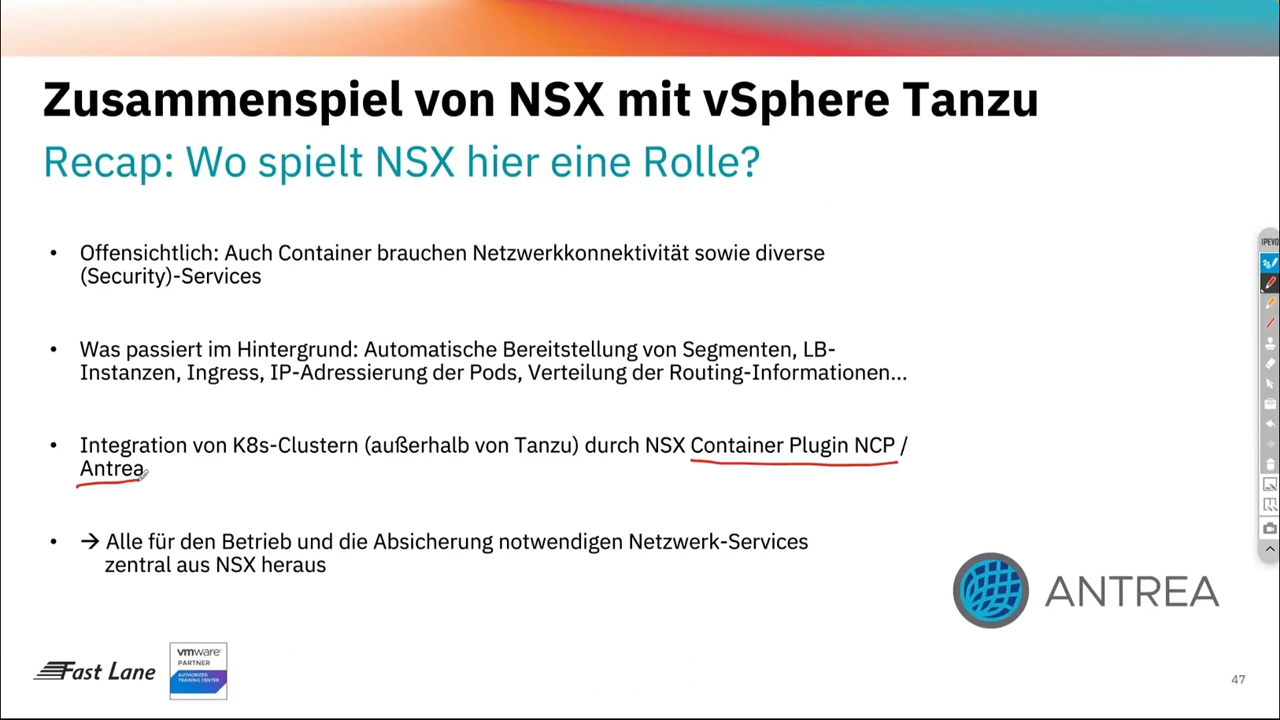 Zusammenspiel von NSX mit vSphere Tanzu
Recap: Wo spielt NSX hier eine Rolle?
• Offensichtlich: Auch Container brauchen Netzwerkkonnektivität sowie diverse
(Security)-Services
• Was passiert im Hintergrund: Automatische Bereitstellung von Segmenten, LB-
Instanzen, Ingress, IP-Adressierung der Pods, Verteilung der Routing-Informationen…
• Integration von K8s-Clustern (außerhalb von Tanzu) durch NSX Container Plugin NCP /
Antrea
• → Alle für den Betrieb und die Absicherung notwendigen Netzwerk-Services
zentral aus NSX heraus
ANTREA
Fast Lane
vmware
PARTNER
AUTHORIZED
TRAINING CENTER
47
IPEVO